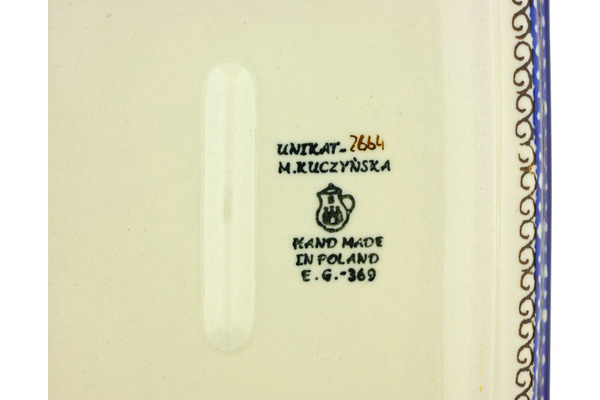 UNIKAT-2664
M.KUCZYŃSKA
HAND MADE
IN POLAND
E.G.-369